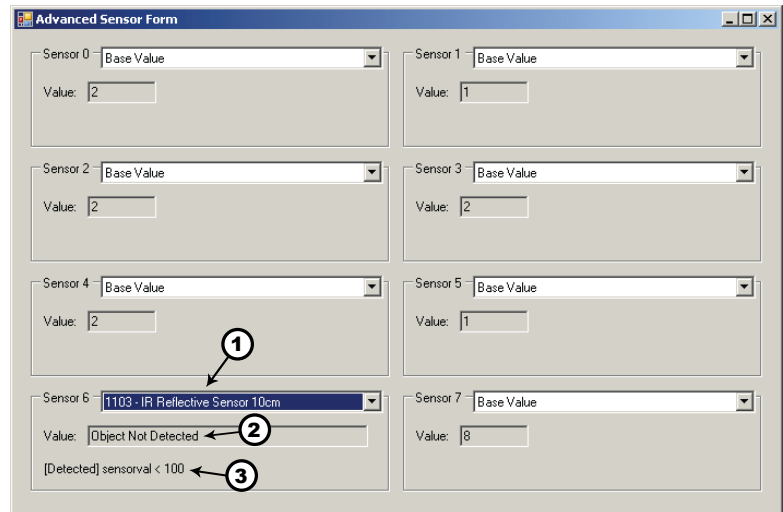 Advanced Sensor Form
Sensor 0 Base Value
Sensor 1 Base Value
Value: 2
Value: 1
Sensor 2 Base Value
Sensor 3 Base Value
Value: 2
Value: 2
Sensor 4 Base Value
Sensor 5 Base Value
Value: 2
Value: 1
1
Sensor 6 1103 - IR Reflective Sensor 10cm
Sensor 7 Base Value
Value: Object Not Detected 2
Value: 8
[Detected] sensorval < 100 3